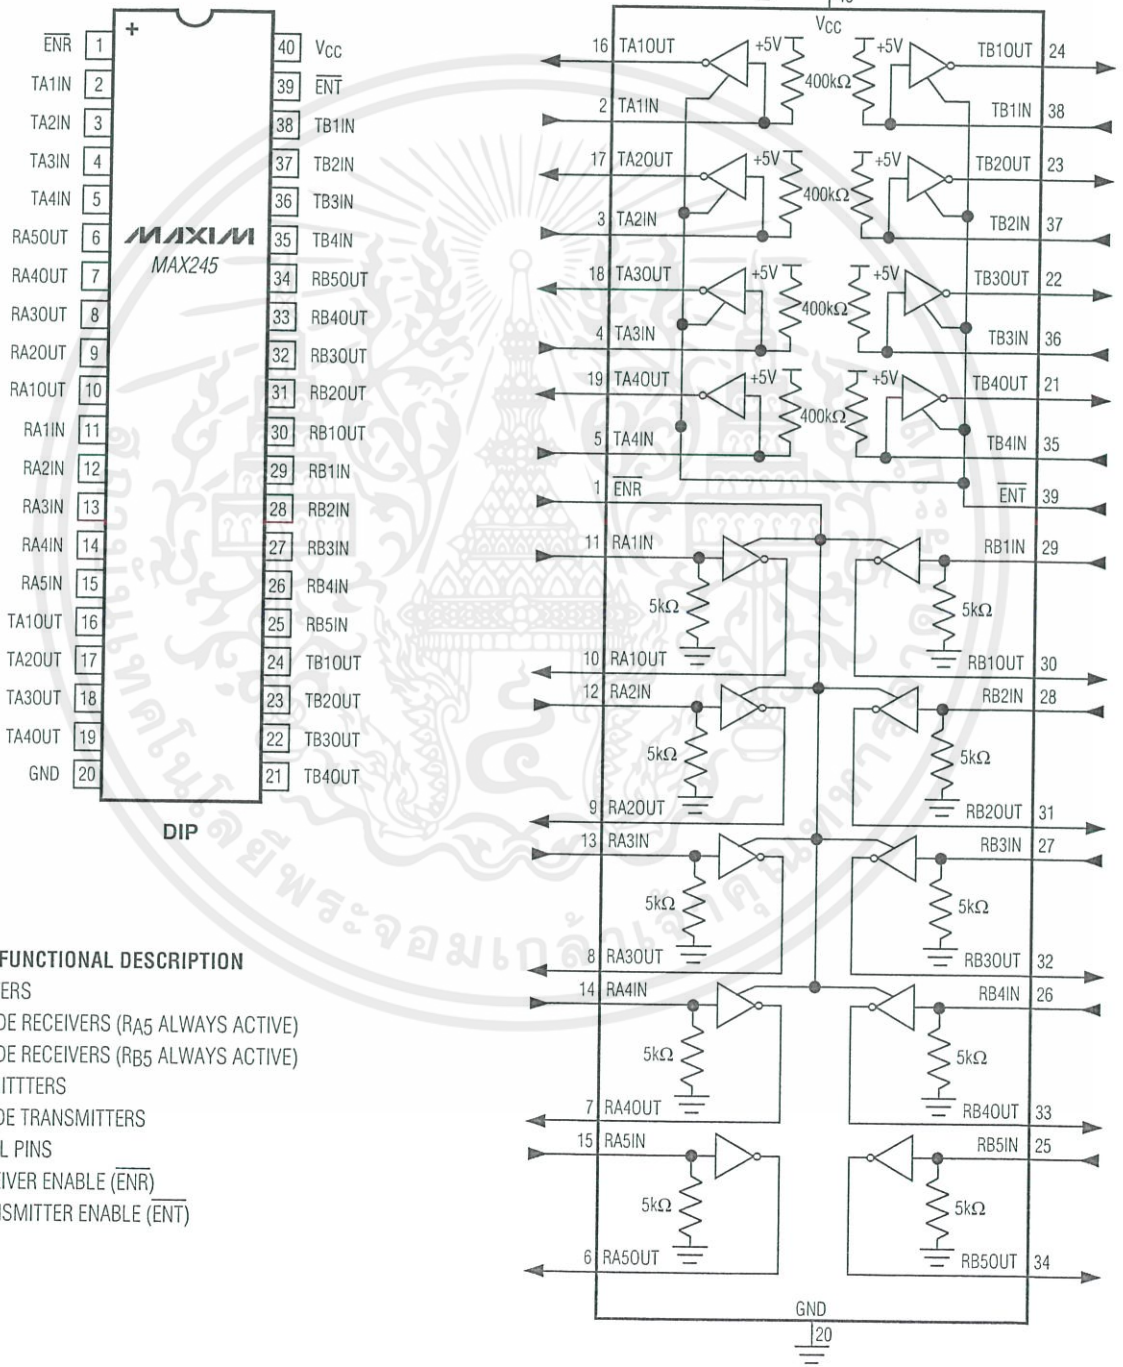 +
ENR 1
TA1IN 2
TA2IN 3
TA3IN 4
TA4IN 5
RA5OUT 6
RA4OUT 7
RA3OUT 8
RA2OUT 9
RA1OUT 10
RA1IN 11
RA2IN 12
RA3IN 13
RA4IN 14
RA5IN 15
TA1OUT 16
TA2OUT 17
TA3OUT 18
TA4OUT 19
GND 20
MAXIM
MAX245
40 VCC
39 ENT
38 TB1IN
37 TB2IN
36 TB3IN
35 TB4IN
34 RB5OUT
33 RB4OUT
32 RB3OUT
31 RB2OUT
30 RB1OUT
29 RB1IN
28 RB2IN
27 RB3IN
26 RB4IN
25 RB5IN
24 TB1OUT
23 TB2OUT
22 TB3OUT
21 TB4OUT
DIP
FUNCTIONAL DESCRIPTION
DE RECEIVERS (RA5 ALWAYS ACTIVE)
DE RECEIVERS (RB5 ALWAYS ACTIVE)
DE TRANSMITTERS
PINS
ENABLE (ENR)
ENABLE (ENT)
VCC
16 TA1OUT +5V +5V TB1OUT 24
400kΩ
2 TA1IN TB1IN 38
17 TA2OUT +5V +5V TB2OUT 23
400kΩ
3 TA2IN TB2IN 37
18 TA3OUT +5V +5V TB3OUT 22
400kΩ
4 TA3IN TB3IN 36
19 TA4OUT +5V +5V TB4OUT 21
400kΩ
5 TA4IN TB4IN 35
1 ENR ENT 39
11 RA1IN RB1IN 29
5kΩ 5kΩ
10 RA1OUT RB1OUT 30
12 RA2IN RB2IN 28
5kΩ 5kΩ
9 RA2OUT RB2OUT 31
13 RA3IN RB3IN 27
5kΩ 5kΩ
8 RA3OUT RB3OUT 32
14 RA4IN RB4IN 26
5kΩ 5kΩ
7 RA4OUT RB4OUT 33
15 RA5IN RB5IN 25
5kΩ 5kΩ
6 RA5OUT RB5OUT 34
GND
20